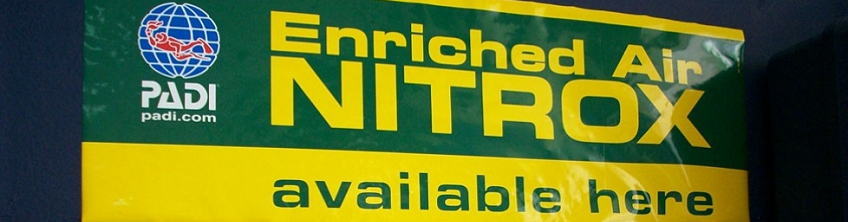 PADI
padi.com
Enriched Air
NITROX
available here